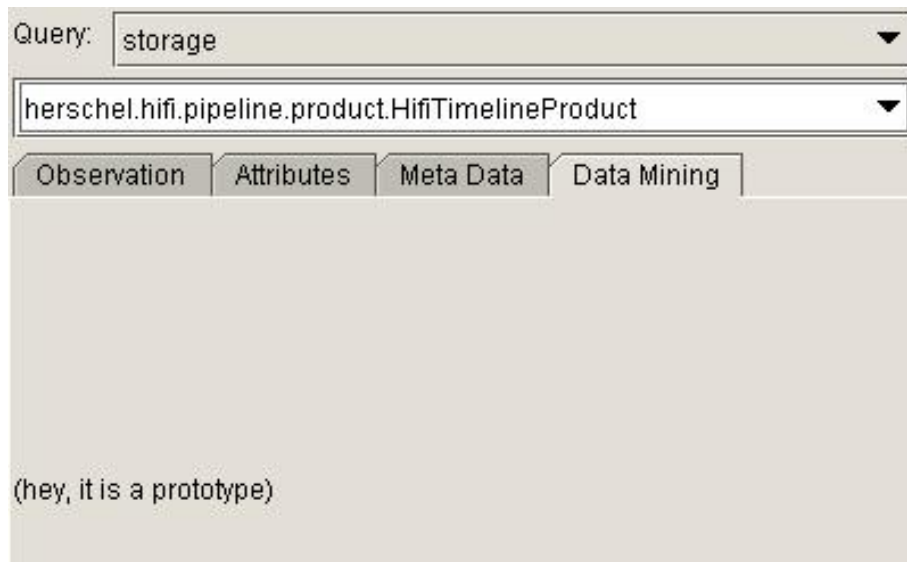 Query: storage
herschel.hifi.pipeline.product.HifiTimelineProduct
Observation Attributes Meta Data Data Mining
(hey, it is a prototype)